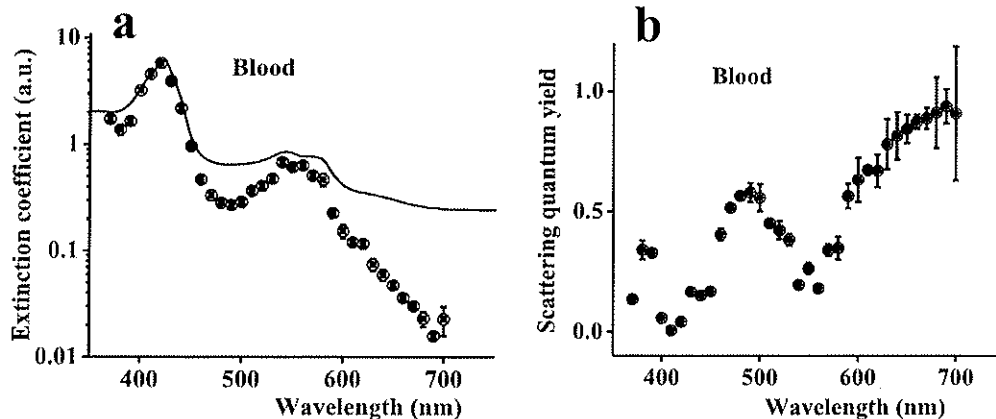 a
Blood
Extinction coefficient (a.u.)
10
1
0.1
0.01
400
500
600
700
Wavelength (nm)
b
Blood
Scattering quantum yield
1.0
0.5
0.0
400
500
600
700
Wavelength (nm)